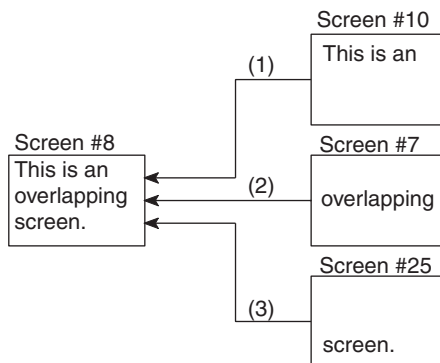 Screen #10
This is an
(1)
Screen #8
This is an
overlapping
screen.
Screen #7
(2)
overlapping
Screen #25
(3)
screen.